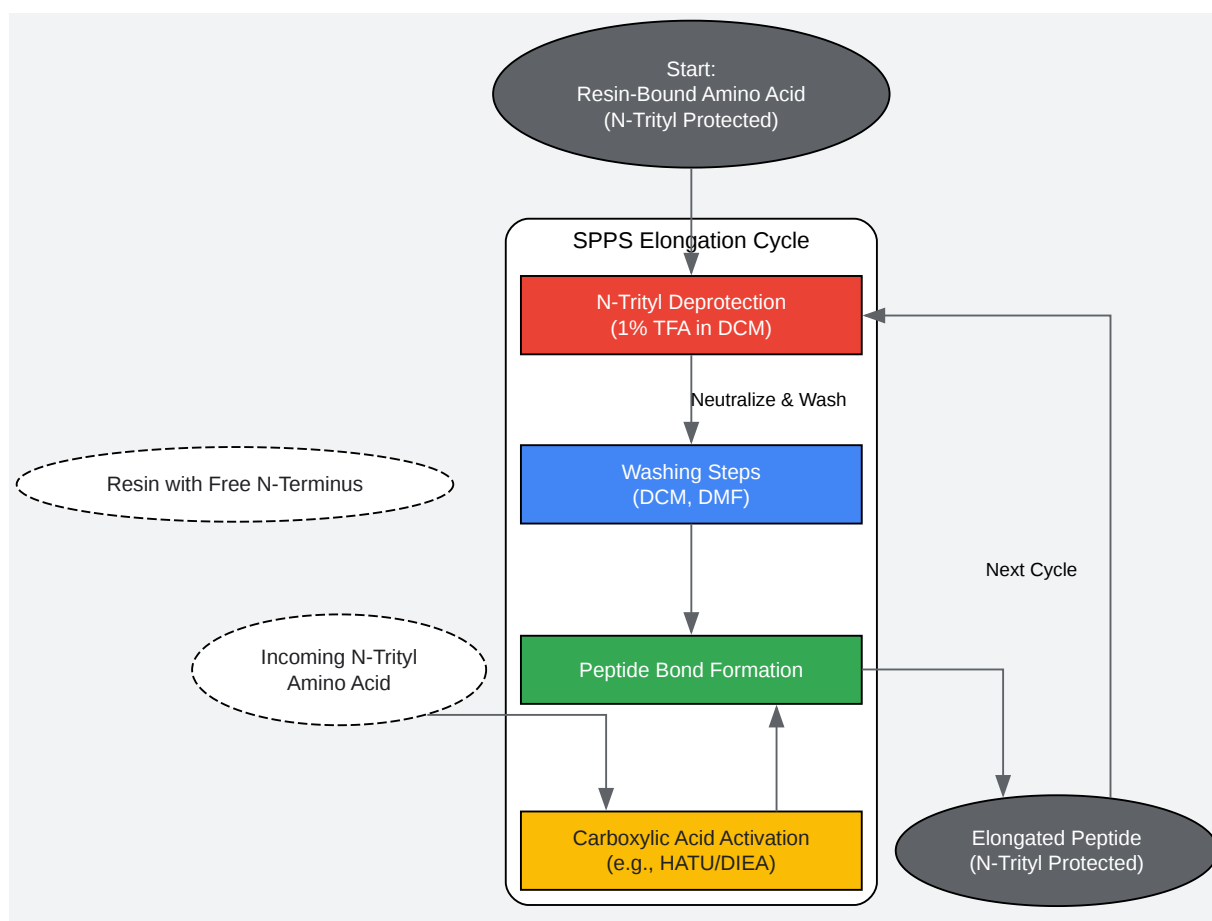 Start:
Resin-Bound Amino Acid
(N-Trityl Protected)
SPPS Elongation Cycle
N-Trityl Deprotection
(1% TFA in DCM)
Neutralize & Wash
Washing Steps
(DCM, DMF)
Resin with Free N-Terminus
Next Cycle
Incoming N-Trityl
Amino Acid
Peptide Bond Formation
Carboxylic Acid Activation
(e.g., HATU/DIEA)
Elongated Peptide
(N-Trityl Protected)